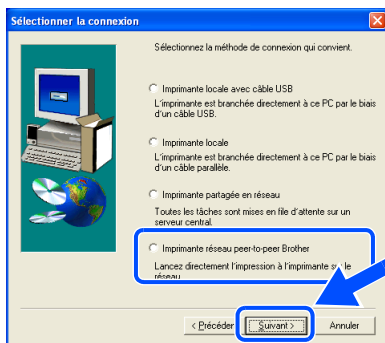 Sélectionner la connexion
Sélectionnez la méthode de connexion qui convient.
Imprimante locale avec câble USB
L'imprimante est branchée directement à ce PC par le biais
d'un câble USB.
Imprimante locale
L'imprimante est branchée directement à ce PC par le biais
d'un câble parallèle.
Imprimante partagée en réseau
Toutes les tâches sont mises en file d'attente sur un
serveur central.
Imprimante réseau peer-to-peer Brother
Lancez directement l'impression à l'imprimante sur le
réseau.
< Précéder Suivant > Annuler